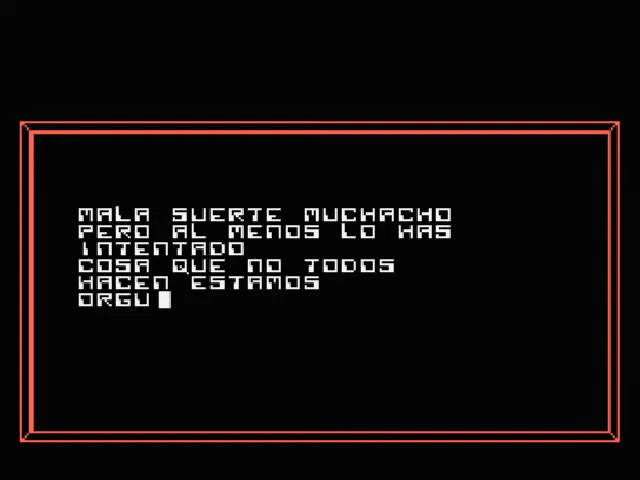 MALA SUERTE MUCHACHO
PERO AL MENOS LO HAS
INTENTADO
COSA QUE NO TODOS
HACEN ESTAMOS
ORGU